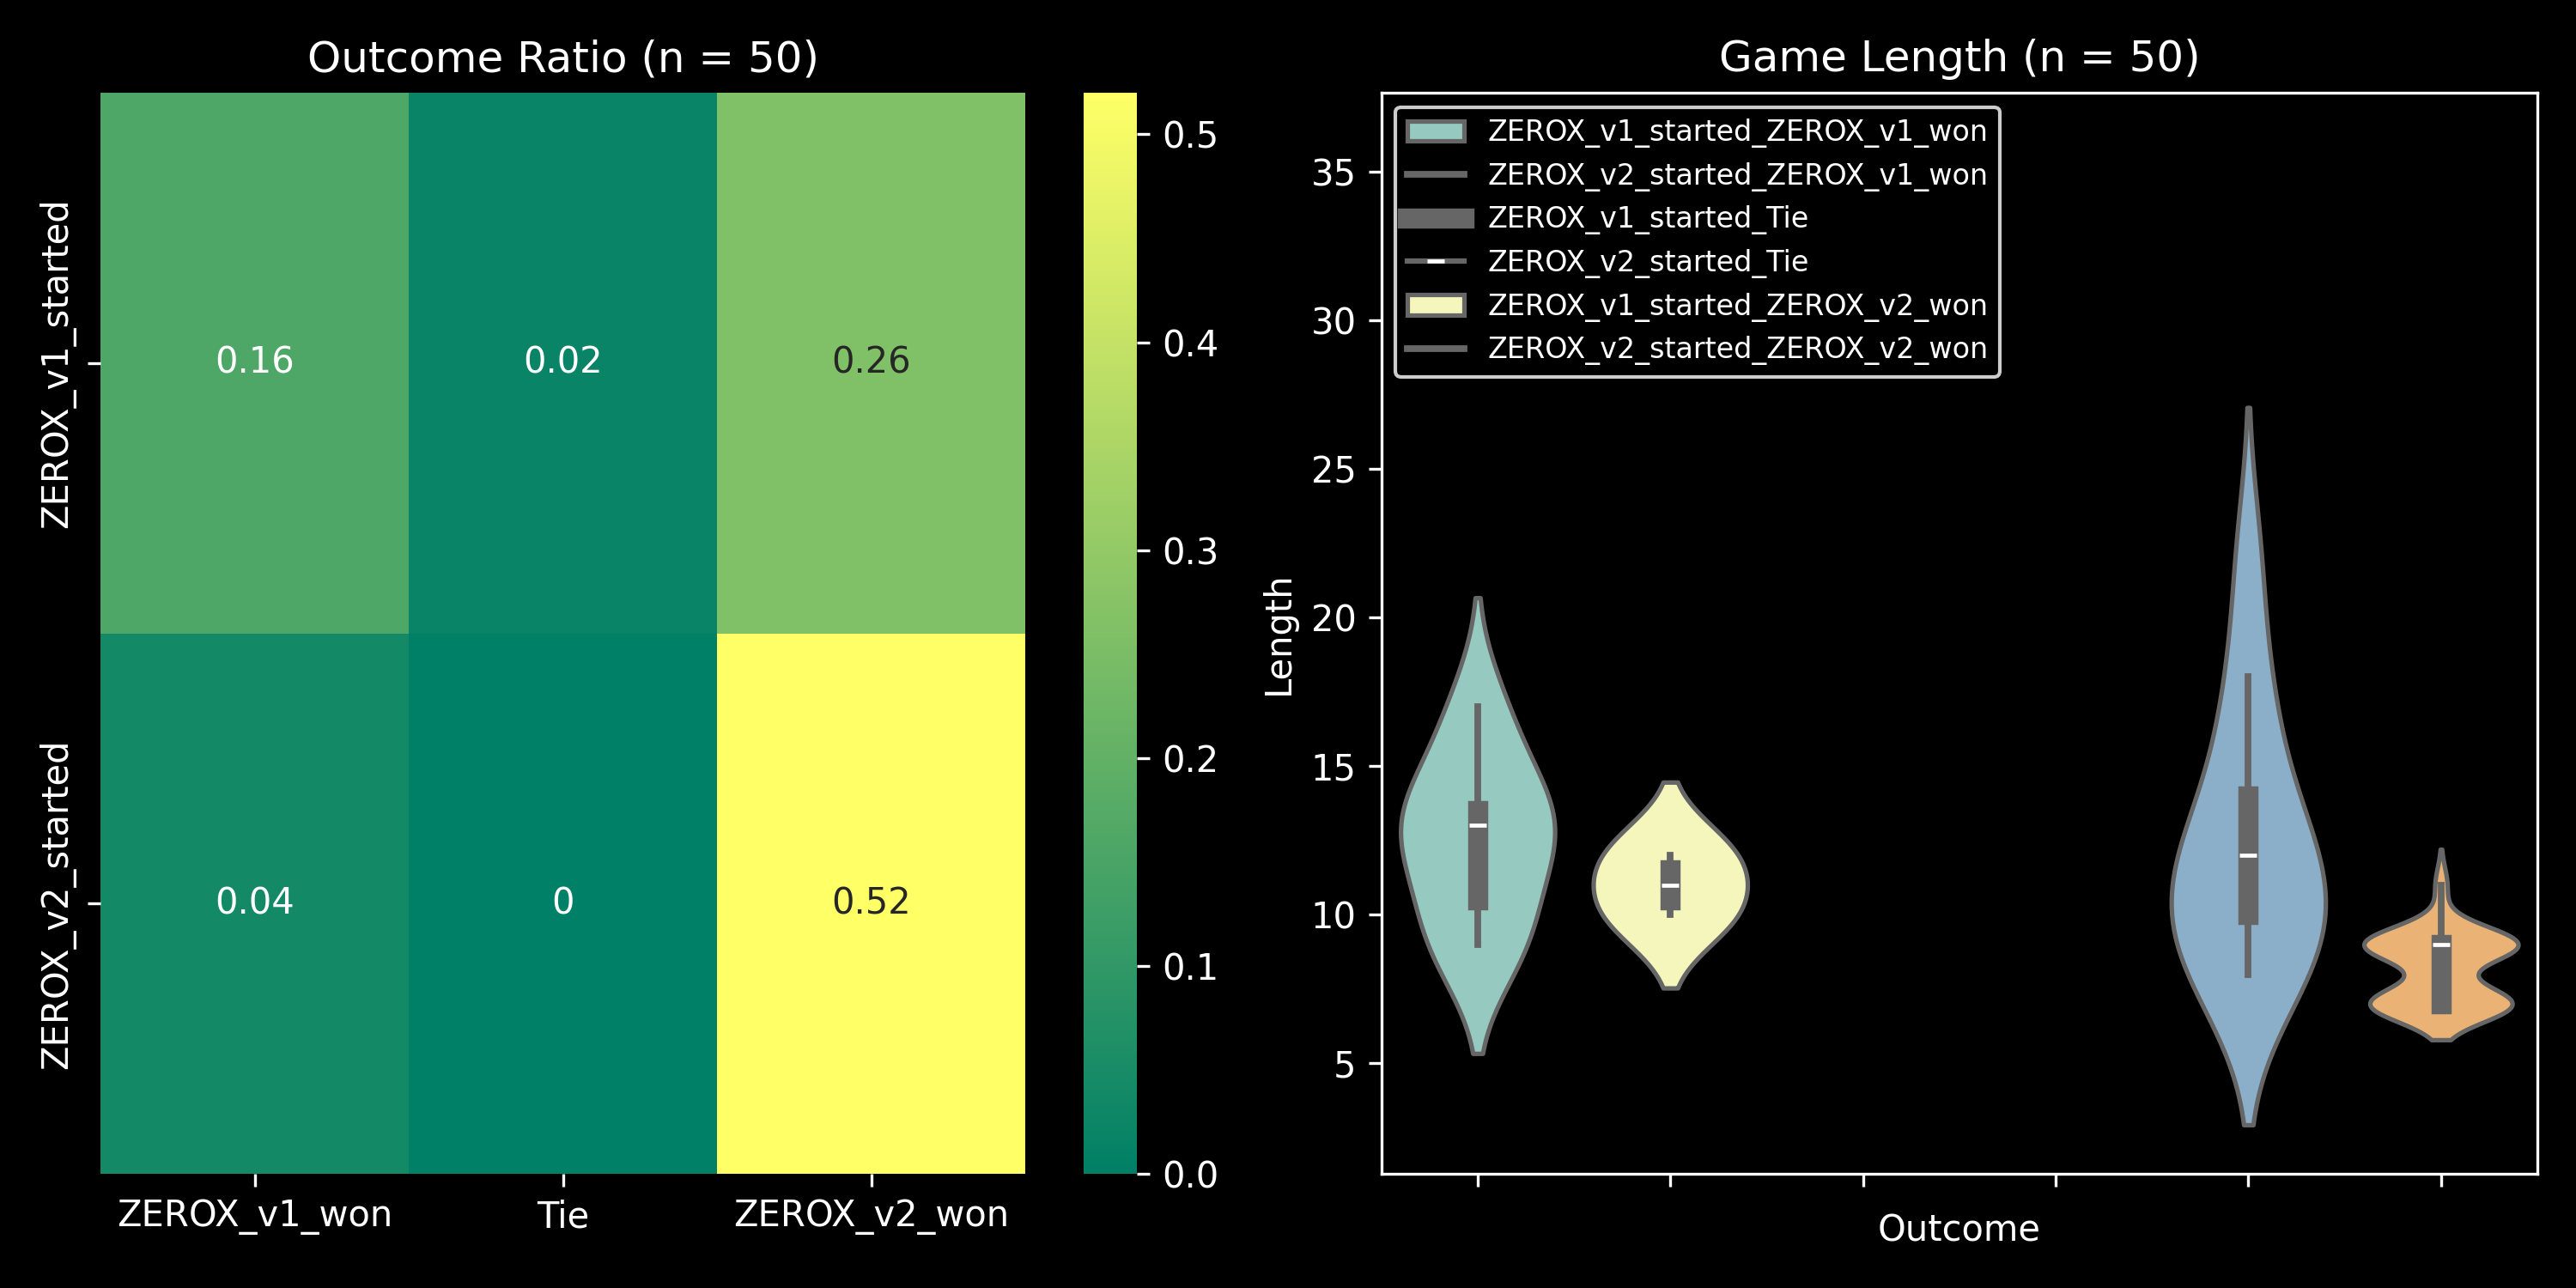 Outcome Ratio (n = 50)
ZEROX_v1_started
ZEROX_v2_started
0.16
0.02
0.26
0.04
0
0.52
ZEROX_v1_won
Tie
ZEROX_v2_won
0.5
0.4
0.3
0.2
0.1
0.0
Game Length (n = 50)
Length
35
30
25
20
15
10
5
ZEROX_v1_started_ZEROX_v1_won
ZEROX_v2_started_ZEROX_v1_won
ZEROX_v1_started_Tie
ZEROX_v2_started_Tie
ZEROX_v1_started_ZEROX_v2_won
ZEROX_v2_started_ZEROX_v2_won
Outcome